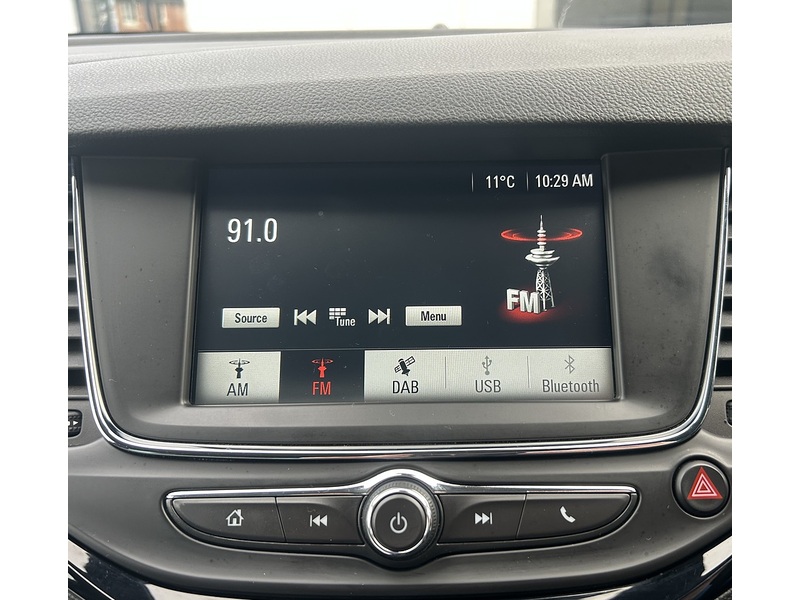 11°C 10:29 AM
91.0
FM
Source Tune Menu
AM FM DAB USB Bluetooth